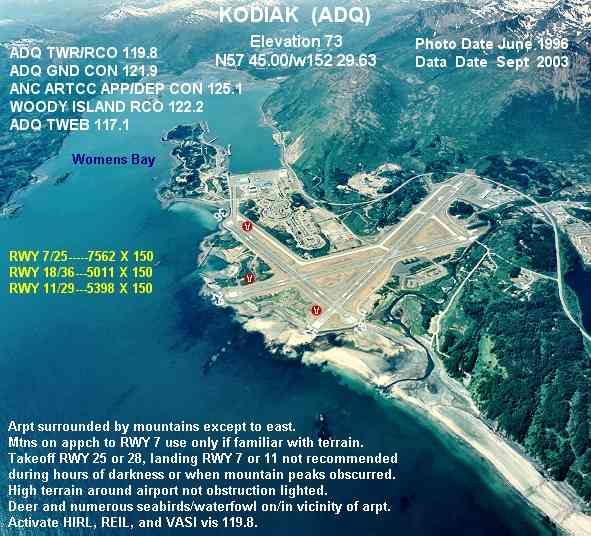 KODIAK (ADQ)
Elevation 73
N57 45.00/w152 29.63
Photo Date June 1996
Data Date Sept 2003
ADQ TWR/RCO 119.8
ADQ GND CON 121.9
ANC ARTCC APP/DEP CON 125.1
WOODY ISLAND RCO 122.2
ADQ TWEB 117.1
Womens Bay
RWY 7/25-----7562 X 150
RWY 18/36---5011 X 150
RWY 11/29---5398 X 150
Arpt surrounded by mountains except to east.
Mtns on appch to RWY 7 use only if familiar with terrain.
Takeoff RWY 25 or 28, landing RWY 7 or 11 not recommended
during hours of darkness or when mountain peaks obscurred.
High terrain around airport not obstruction lighted.
Deer and numerous seabirds/waterfowl on/in vicinity of arpt.
Activate HIRL, REIL, and VASI vis 119.8.